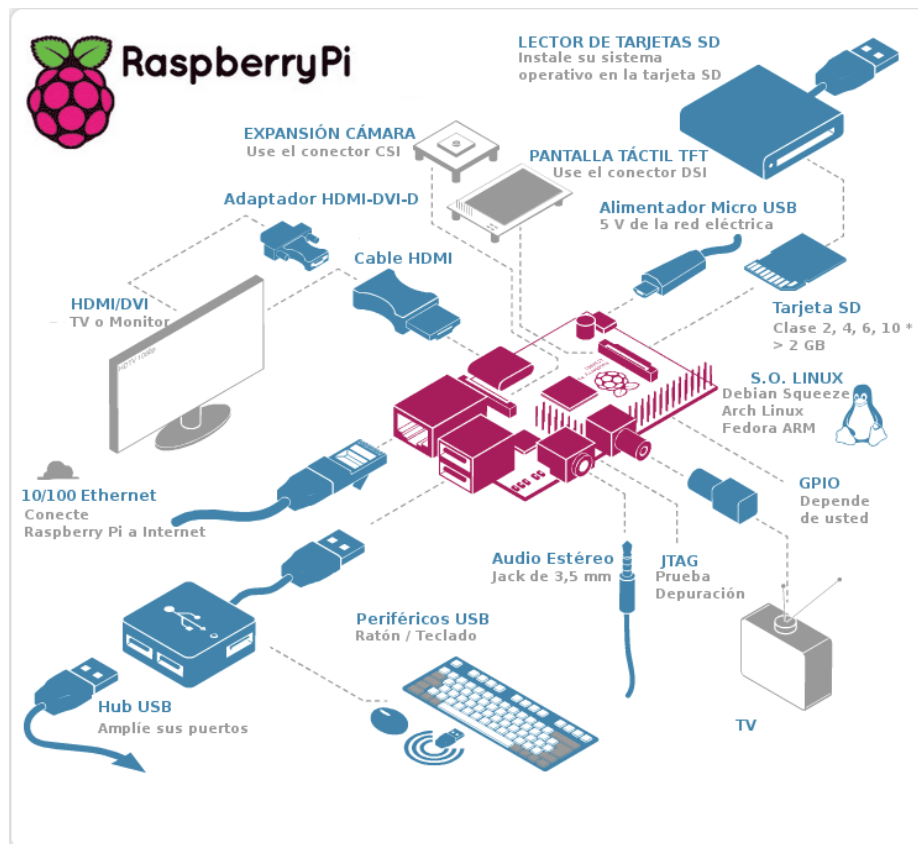 RaspberryPi
LECTOR DE TARJETAS SD
Instale su sistema
operativo en la tarjeta SD
EXPANSIÓN CÁMARA
Use el conector CSI
PANTALLA TÁCTIL TFT
Use el conector DSI
Adaptador HDMI-DVI-D
Alimentador Micro USB
5 V de la red eléctrica
Cable HDMI
HDMI/DVI
TV o Monitor
Tarjeta SD
Clase 2, 4, 6, 10 *
> 2 GB
S.O. LINUX
Debian Squeeze
Arch Linux
Fedora ARM
10/100 Ethernet
Conecte
Raspberry Pi a Internet
GPIO
Depende
de usted
Audio Estéreo
Jack de 3,5 mm
JTAG
Prueba
Depuración
Periféricos USB
Ratón / Teclado
Hub USB
Amplíe sus puertos
TV